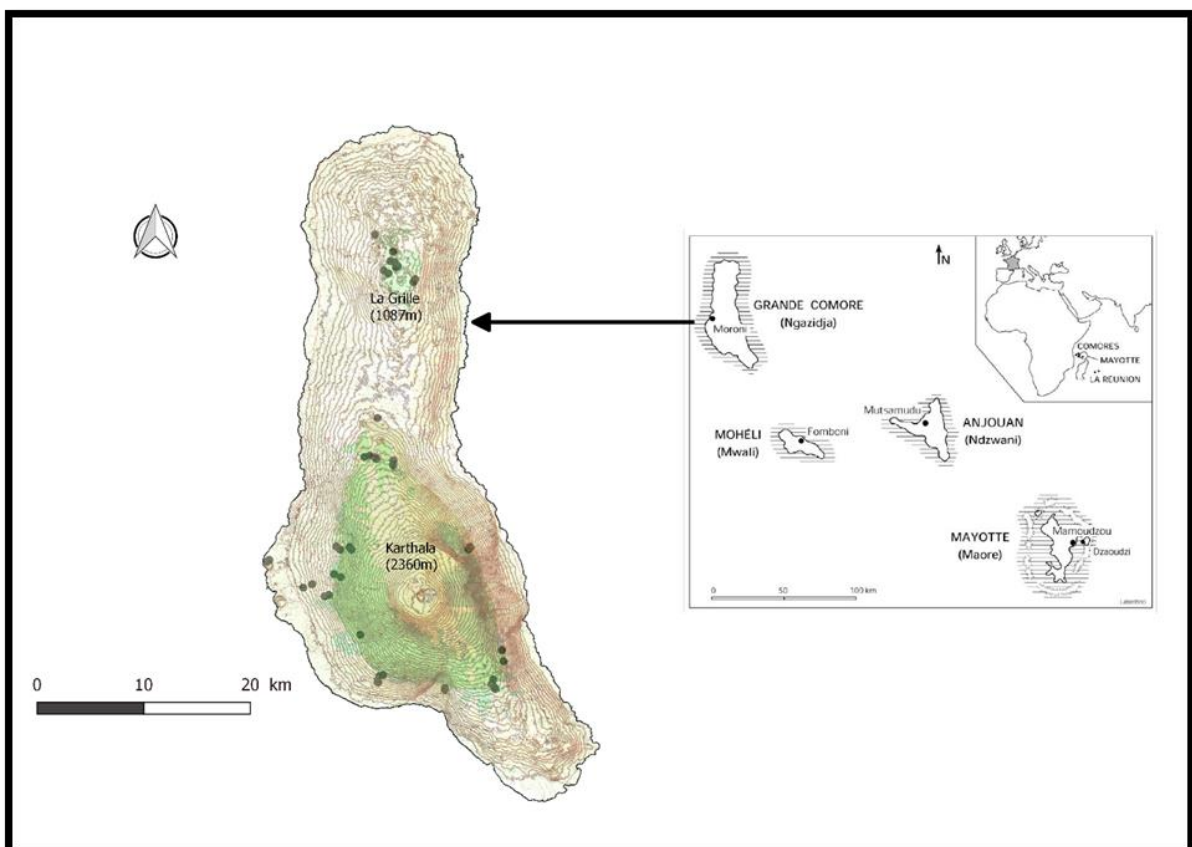 La Grille
(1087m)
Karthala
(2360m)
0 10 20 km
N
GRANDE COMORE
(Ngazidja)
Moroni
COMORES
MAYOTTE
LA REUNION
Mutsamudu
ANJOUAN
(Ndzwani)
MOHÉLI
(Mwali)
Fomboni
MAYOTTE
(Maore)
Mamoudzou
Dzaoudzi
0 50 100 km